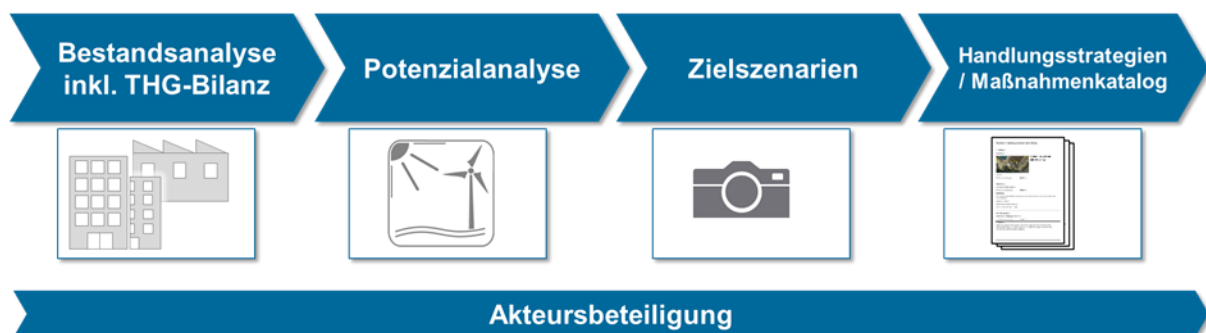 Bestandsanalyse
inkl. THG-Bilanz
Potenzialanalyse
Zielszenarien
Handlungsstrategien
/ Maßnahmenkatalog
Akteursbeteiligung